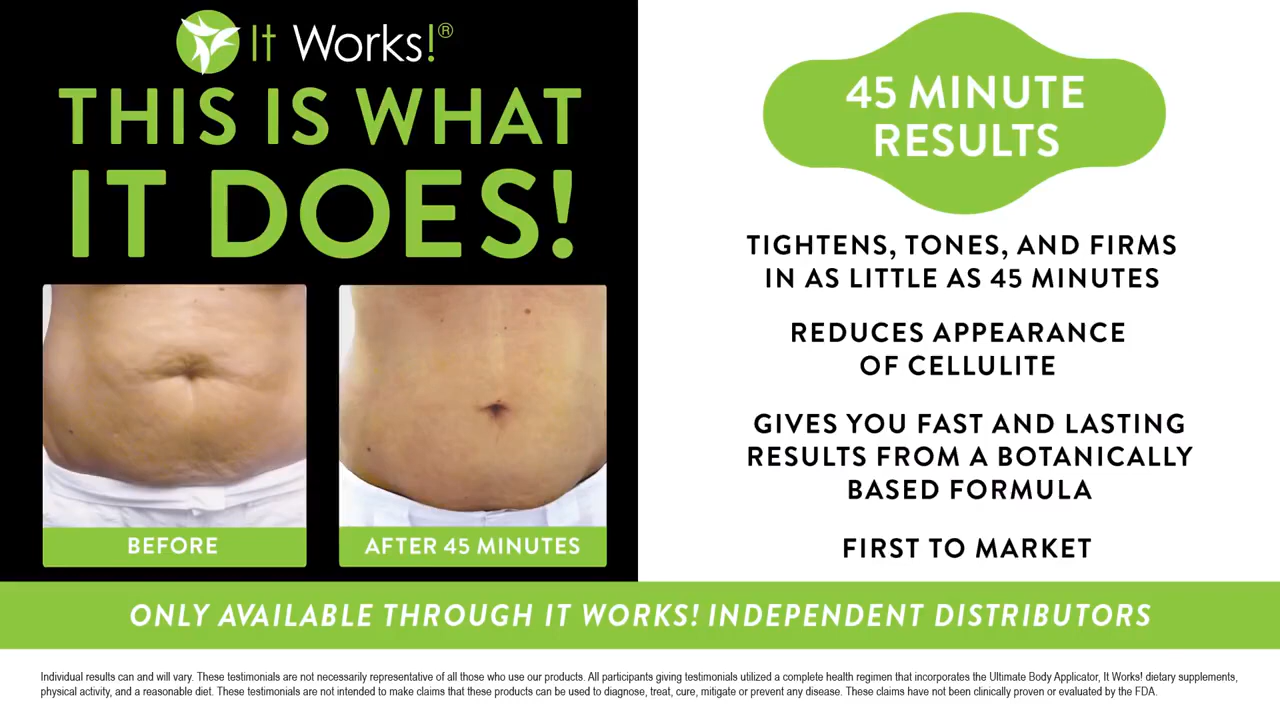 It Works!®
THIS IS WHAT
IT DOES!
BEFORE
AFTER 45 MINUTES
45 MINUTE
RESULTS
TIGHTENS, TONES, AND FIRMS
IN AS LITTLE AS 45 MINUTES
REDUCES APPEARANCE
OF CELLULITE
GIVES YOU FAST AND LASTING
RESULTS FROM A BOTANICALLY
BASED FORMULA
FIRST TO MARKET
ONLY AVAILABLE THROUGH IT WORKS! INDEPENDENT DISTRIBUTORS
Individual results can and will vary. These testimonials are not necessarily representative of all those who use our products. All participants giving testimonials utilized a complete health regimen that incorporates the Ultimate Body Applicator, It Works! dietary supplements,
physical activity, and a reasonable diet. These testimonials are not intended to make claims that these products can be used to diagnose, treat, cure, mitigate or prevent any disease. These claims have not been clinically proven or evaluated by the FDA.